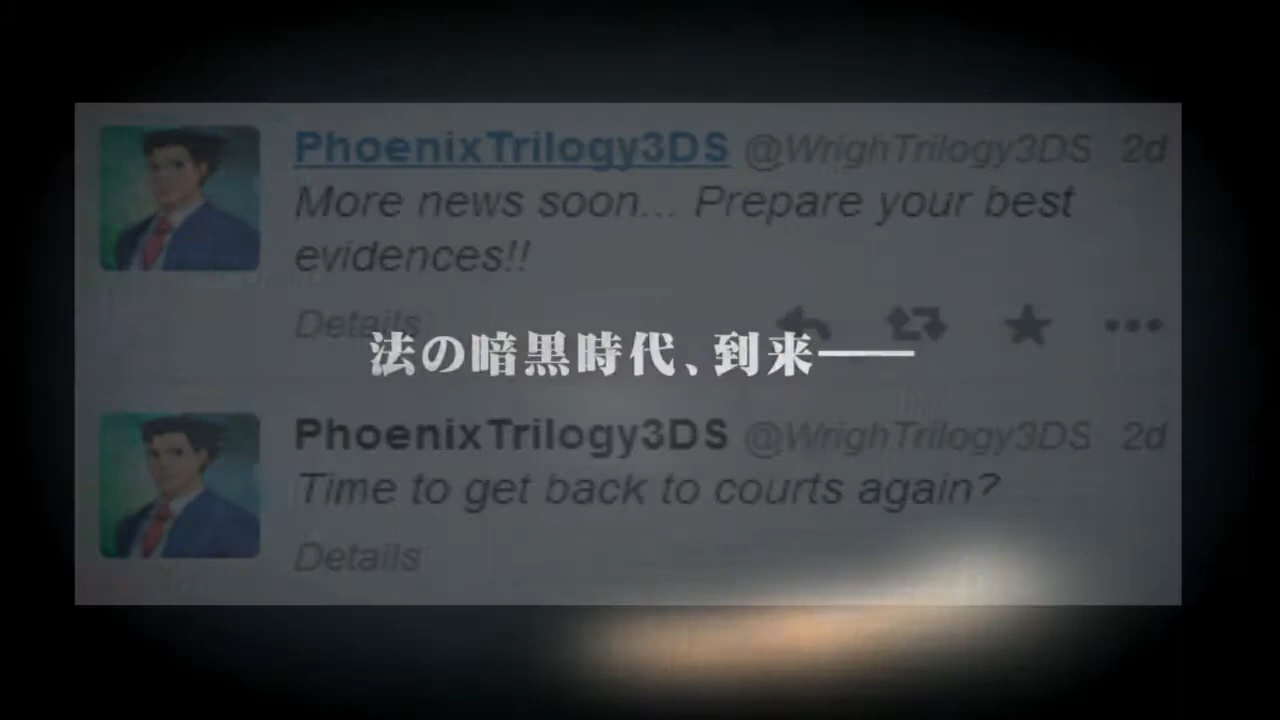 PhoenixTrilogy3DS @WrighTrilogy3DS 2d
More news soon... Prepare your best
evidences!!
Details
法の暗黒時代、到来――
PhoenixTrilogy3DS @WrighTrilogy3DS 2d
Time to get back to courts again?
Details